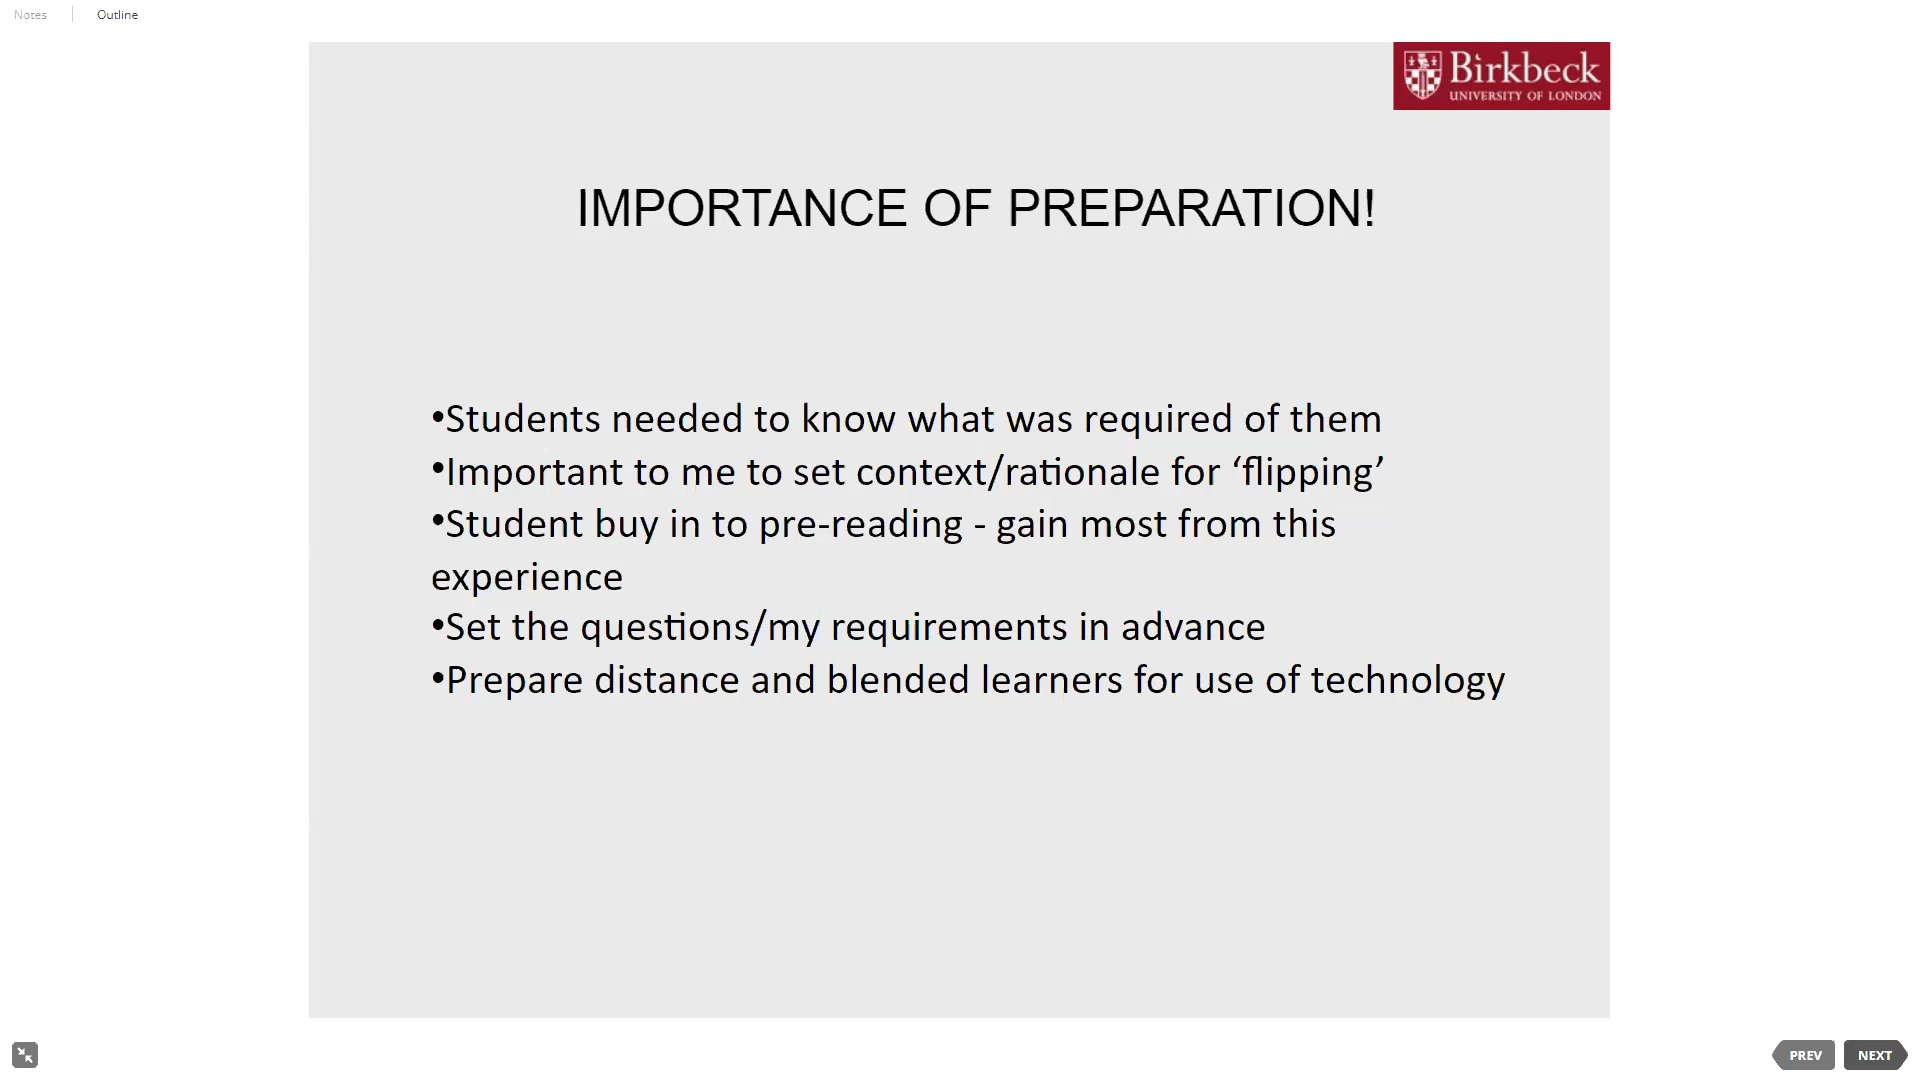 Notes
Outline
Birkbeck
UNIVERSITY OF LONDON
IMPORTANCE OF PREPARATION!
•Students needed to know what was required of them
•Important to me to set context/rationale for ‘flipping’
•Student buy in to pre-reading - gain most from this
experience
•Set the questions/my requirements in advance
•Prepare distance and blended learners for use of technology
PREV
NEXT